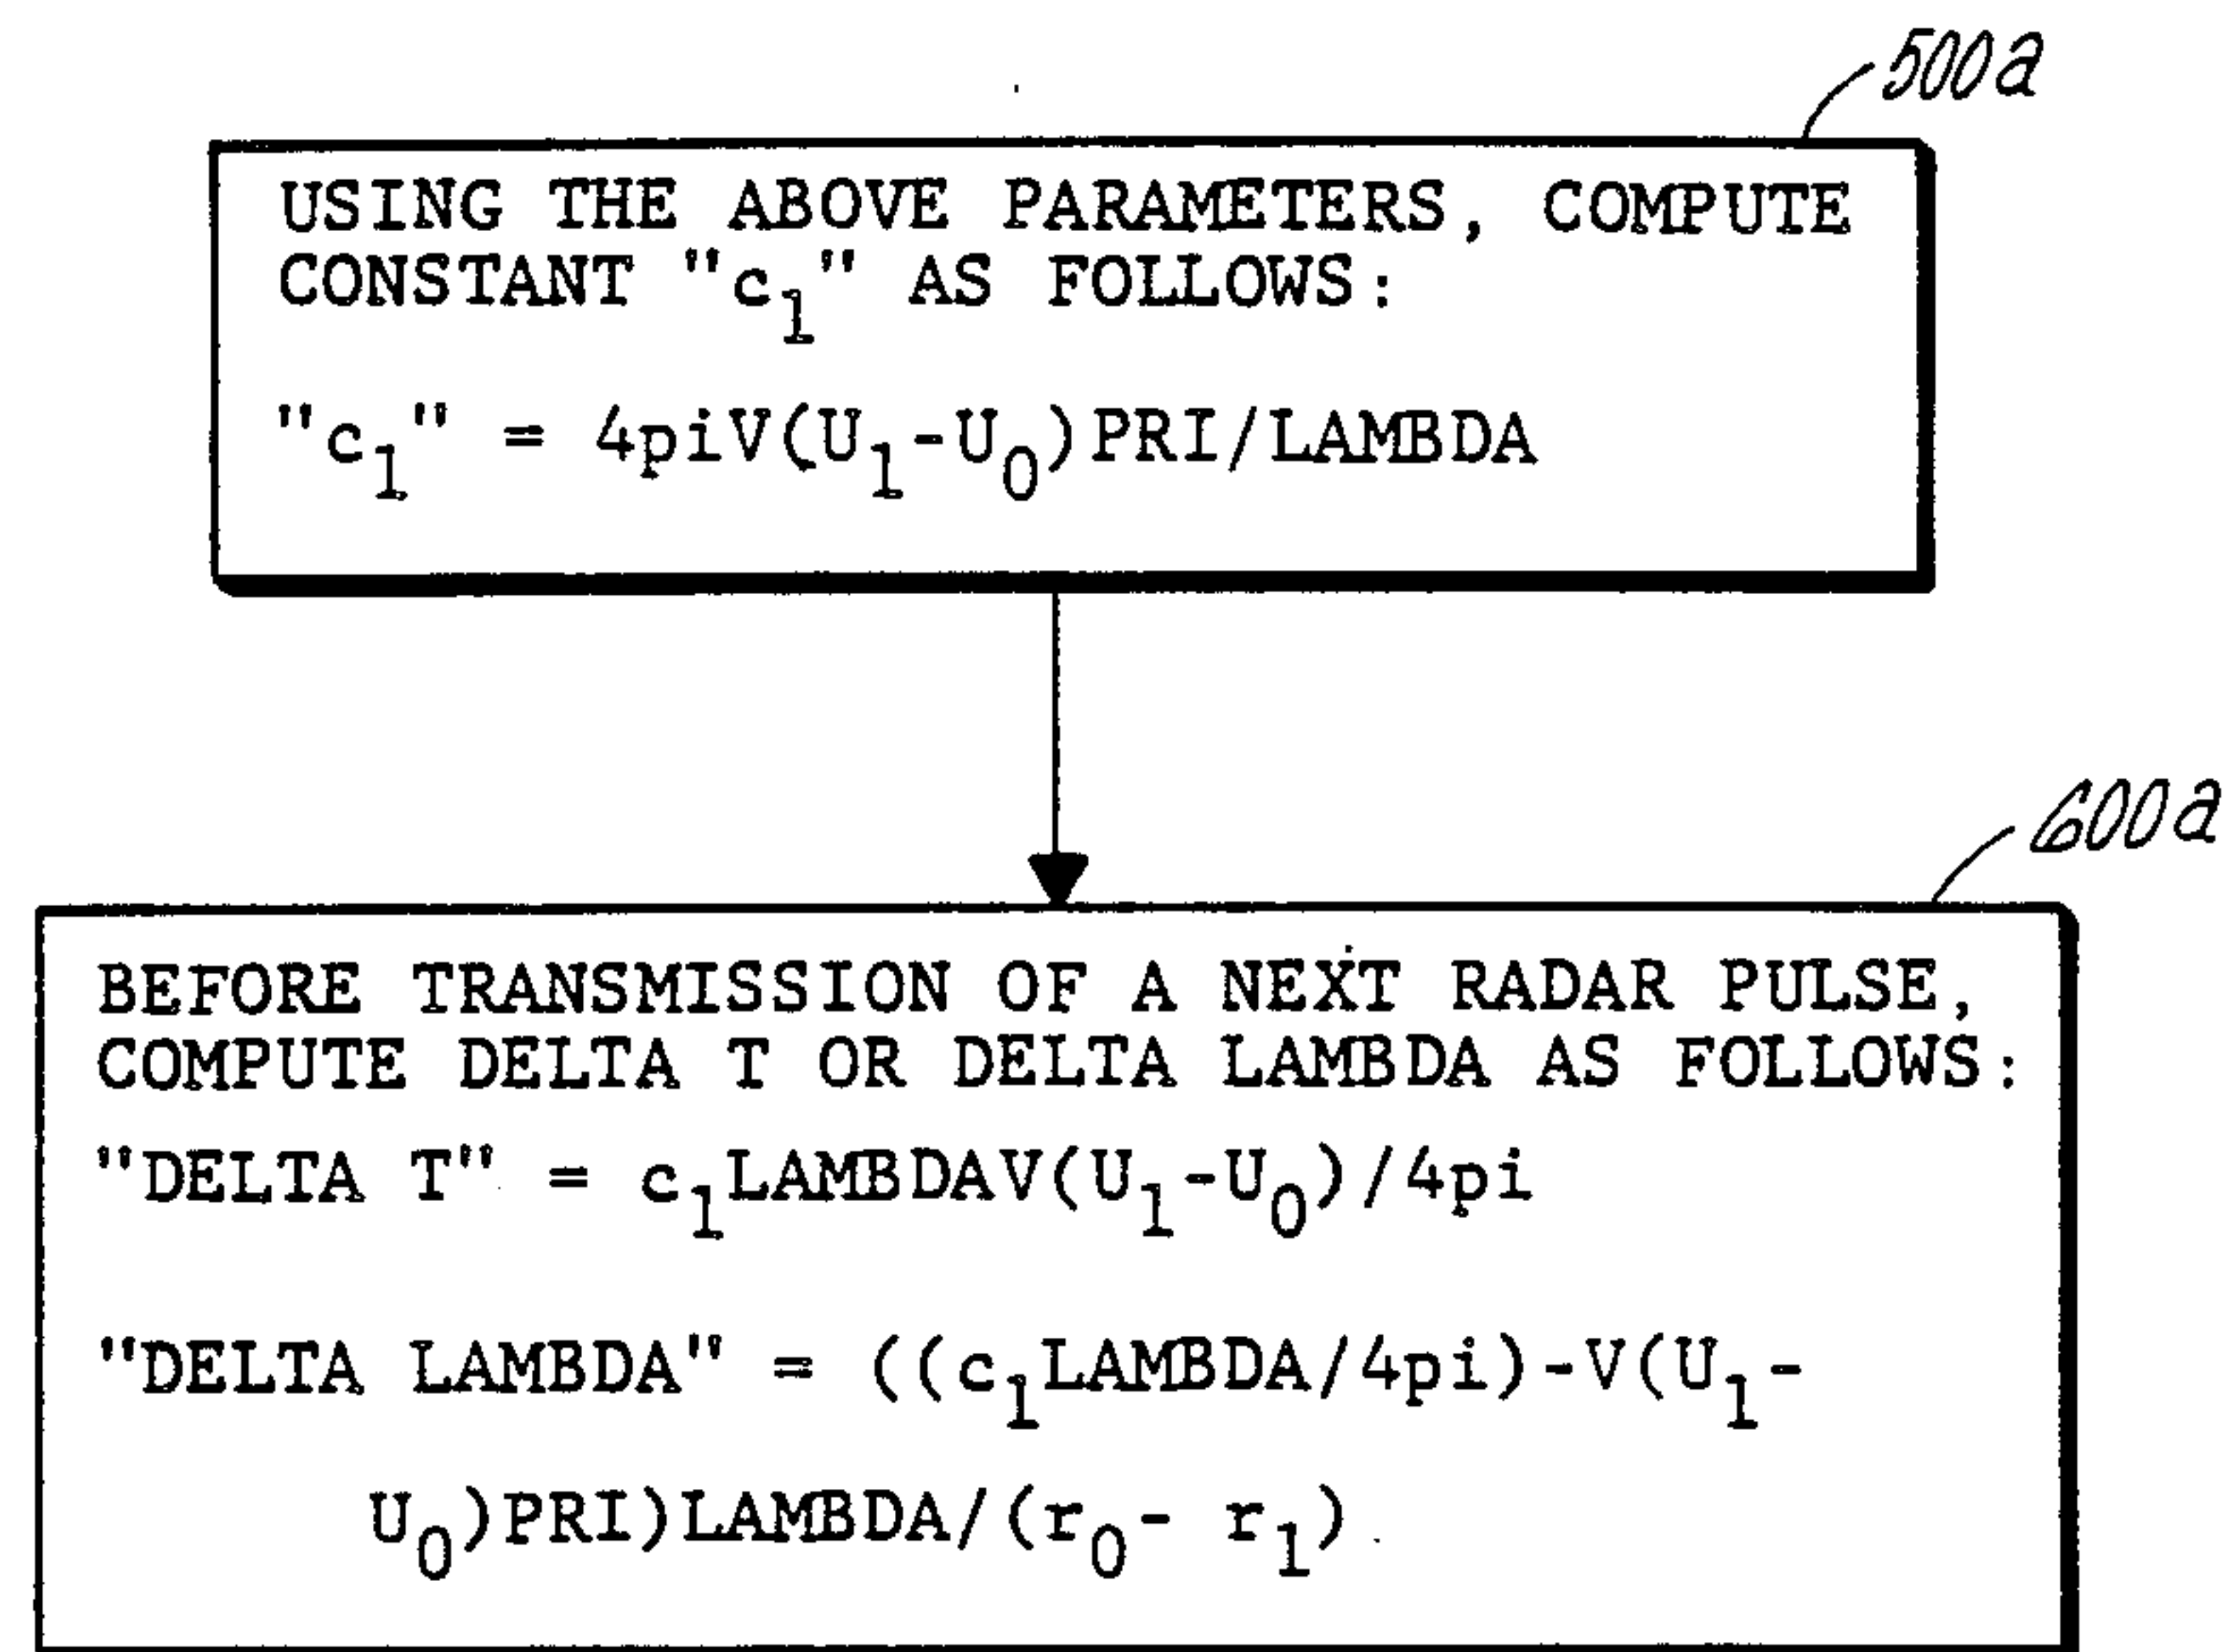 500a
USING THE ABOVE PARAMETERS, COMPUTE
CONSTANT "c₁" AS FOLLOWS:
"c₁" = 4piV(U₁-U₀)PRI/LAMBDA
600a
BEFORE TRANSMISSION OF A NEXT RADAR PULSE,
COMPUTE DELTA T OR DELTA LAMBDA AS FOLLOWS:
"DELTA T" = c₁LAMBDAV(U₁-U₀)/4pi
"DELTA LAMBDA" = ((c₁LAMBDA/4pi)-V(U₁-
U₀)PRI)LAMBDA/(r₀- r₁)